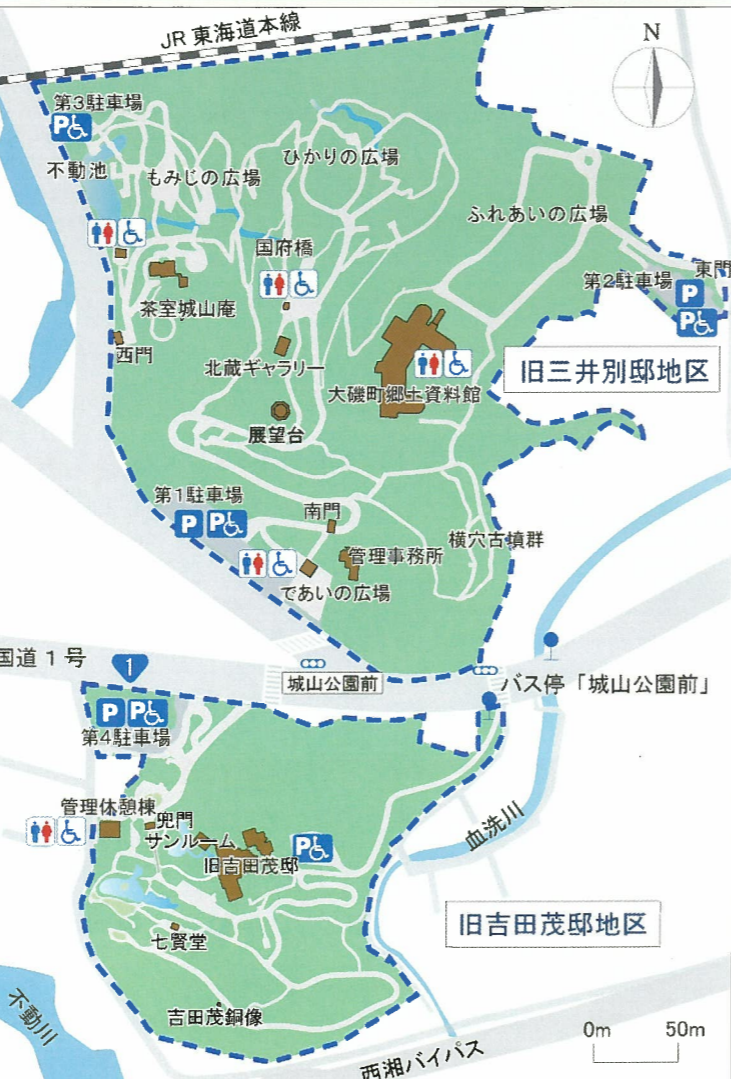 JR東海道本線
N
第3駐車場
P
不動池
もみじの広場
ひかりの広場
ふれあいの広場
国府橋
東門
第2駐車場
P
P
茶室城山庵
西門
北蔵ギャラリー
大磯町郷土資料館
旧三井別邸地区
展望台
第1駐車場
P P
南門
横穴古墳群
管理事務所
であいの広場
国道1号
1
城山公園前
バス停「城山公園前」
P P
第4駐車場
管理休憩棟
兜門
サンルーム
P
旧吉田茂邸
血洗川
旧吉田茂邸地区
七賢堂
不動川
吉田茂銅像
0m 50m
西湘バイパス